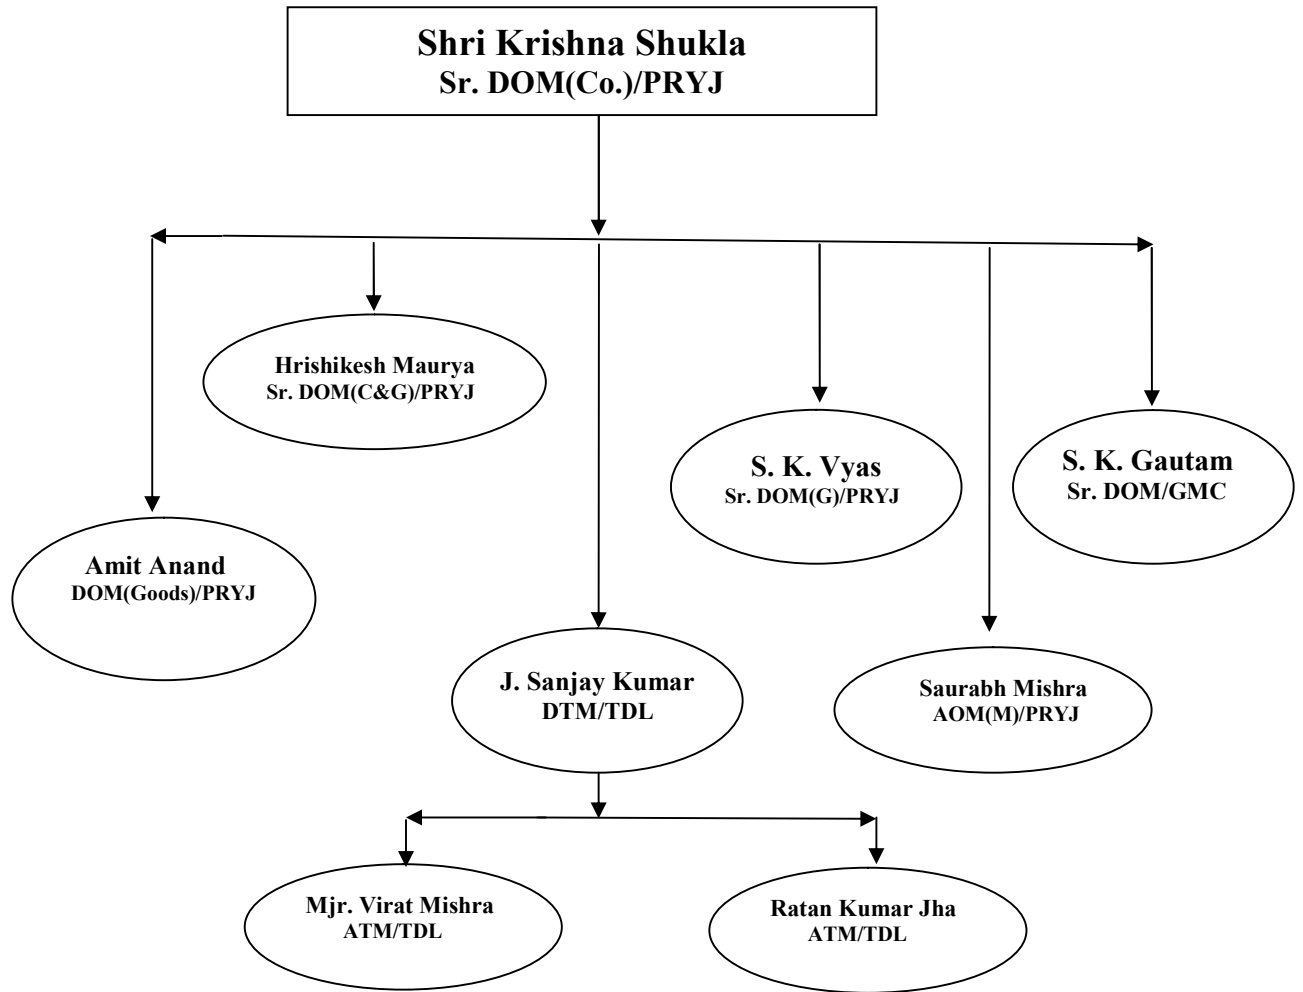 Shri Krishna Shukla
Sr. DOM(Co.)/PRYJ
Hrishikesh Maurya
Sr. DOM(C&G)/PRYJ
S. K. Vyas
Sr. DOM(G)/PRYJ
S. K. Gautam
Sr. DOM/GMC
Amit Anand
DOM(Goods)/PRYJ
J. Sanjay Kumar
DTM/TDL
Saurabh Mishra
AOM(M)/PRYJ
Mjr. Virat Mishra
ATM/TDL
Ratan Kumar Jha
ATM/TDL